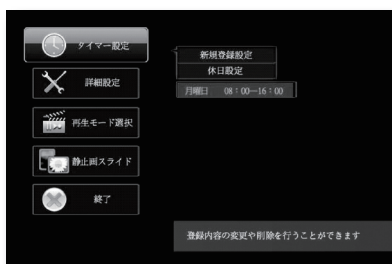 タイマー設定
新規登録設定
休日設定
月曜日 08：00―16：00
詳細設定
再生モード選択
静止画スライド
終了
登録内容の変更や削除を行うことができます